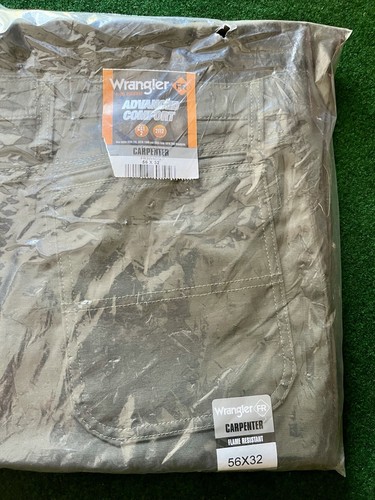 Wrangler FR
ADVANCED
COMFORT
CARPENTER
Wrangler FR
CARPENTER
FLAME RESISTANT
56X32